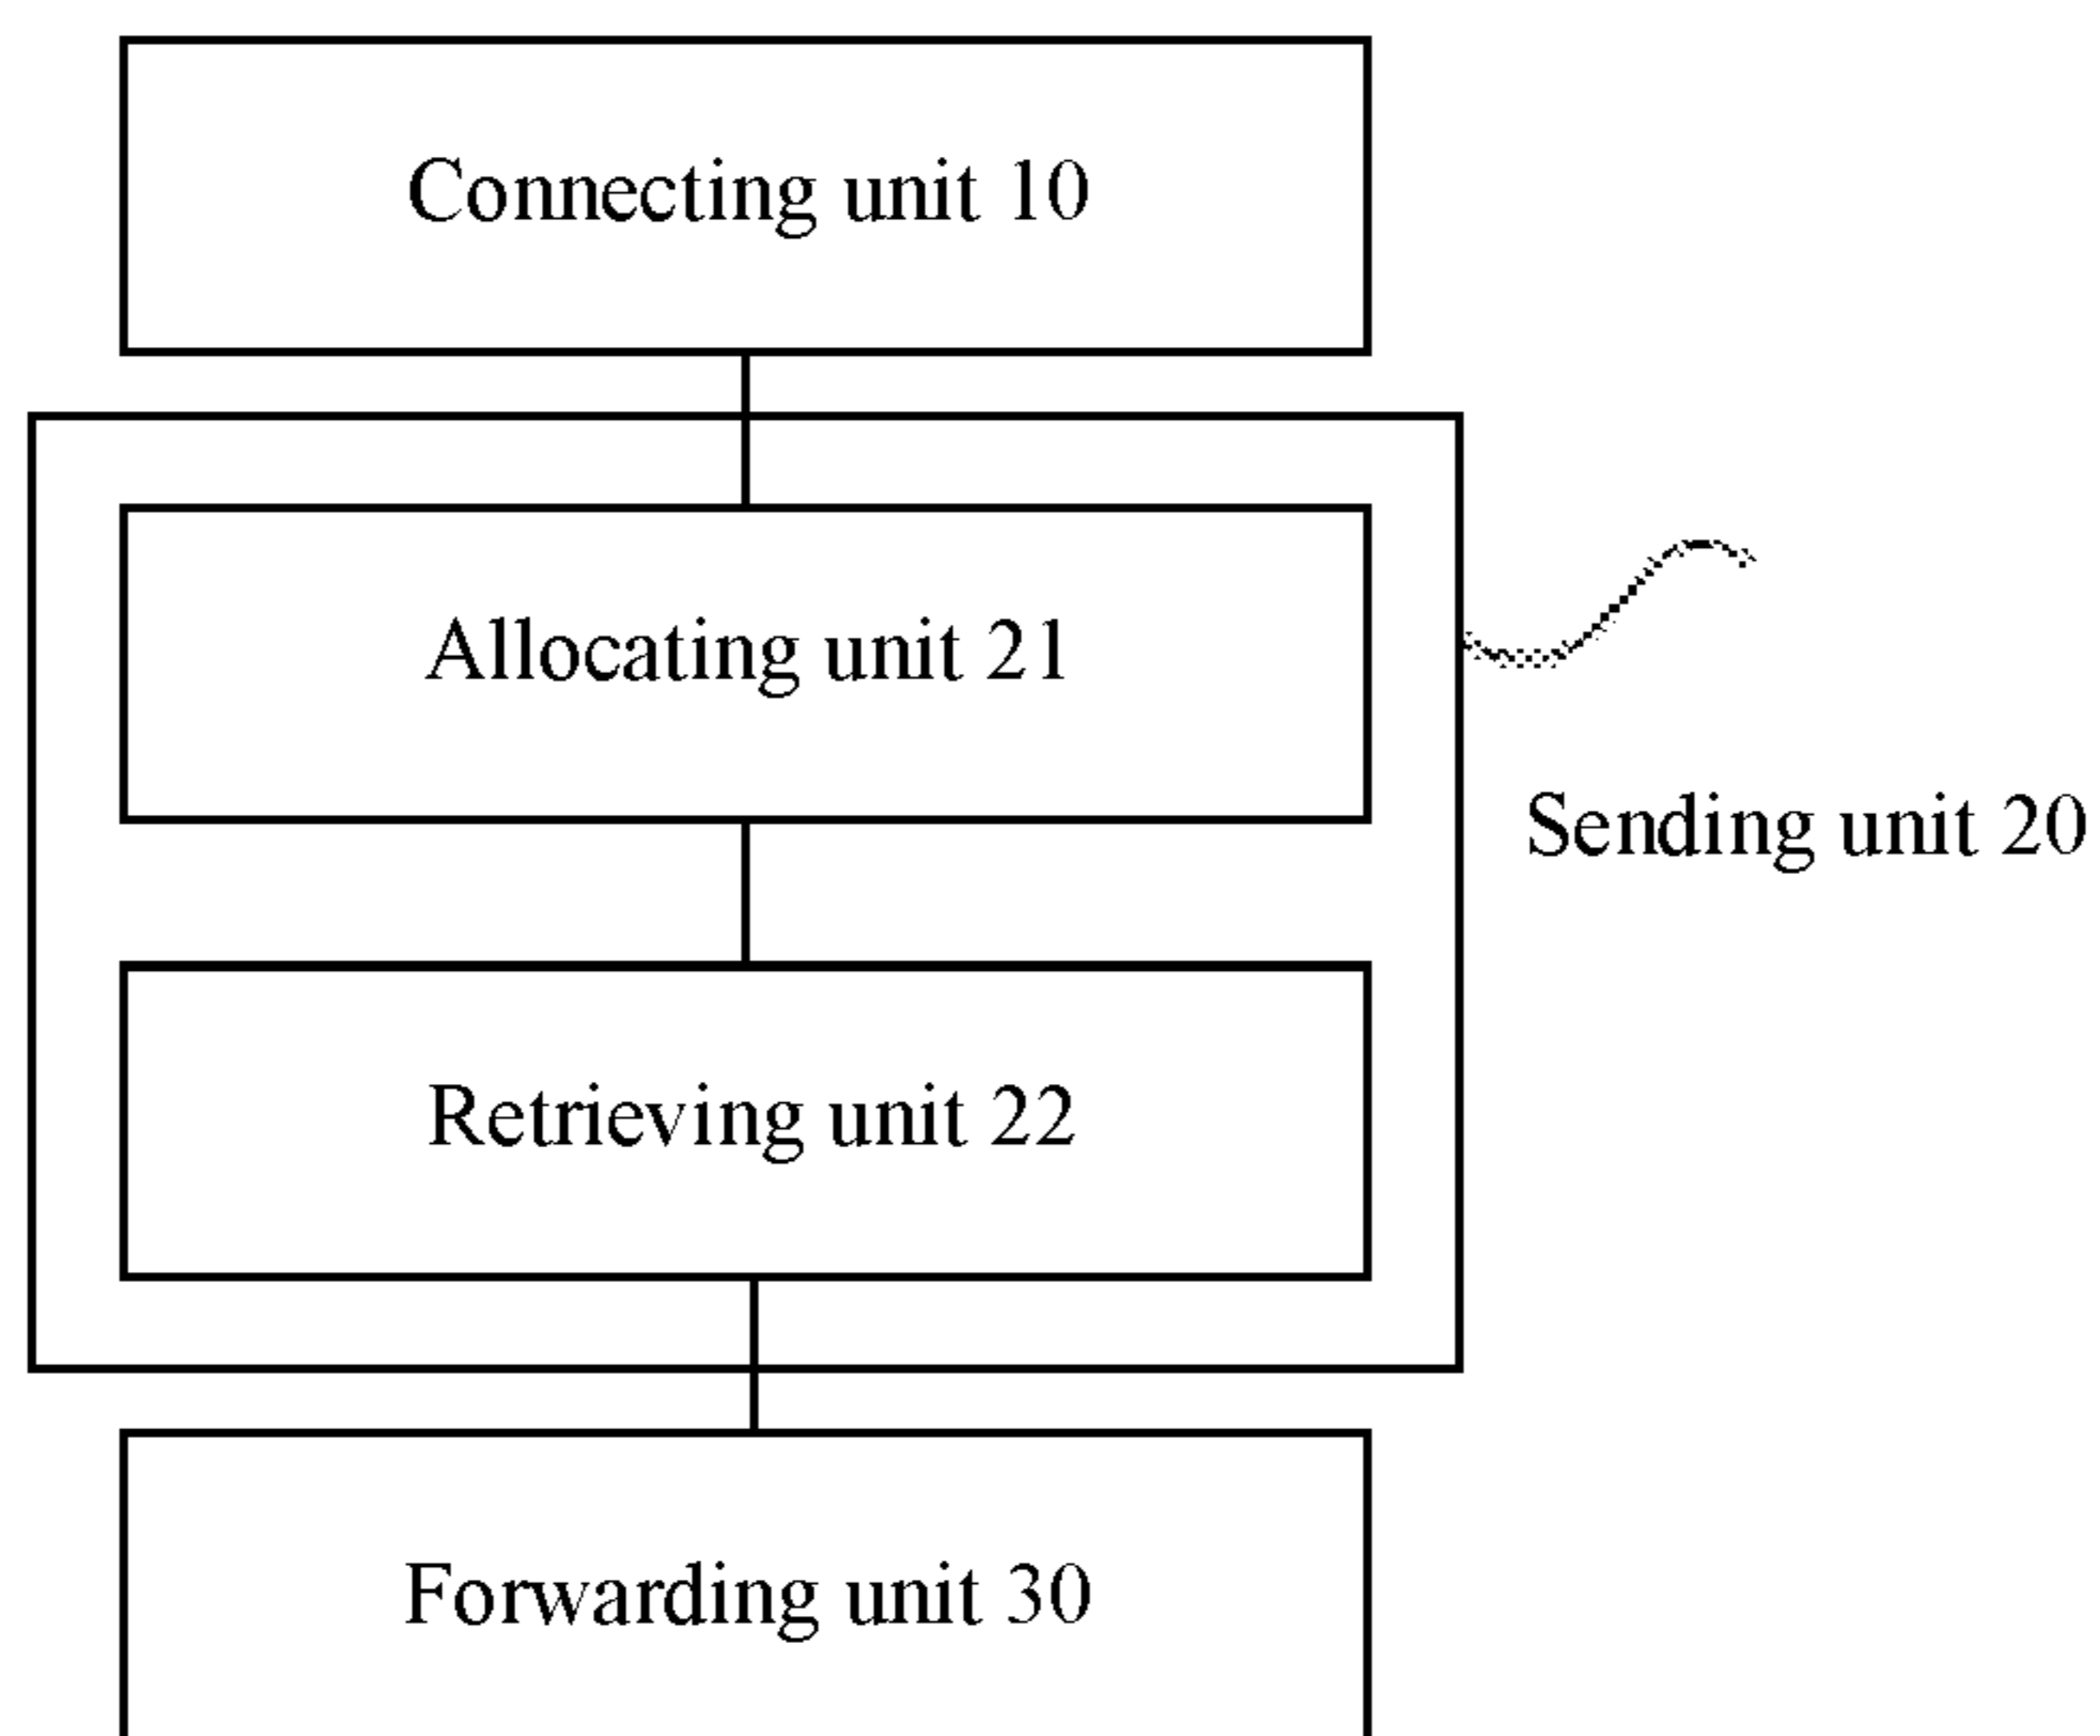 Connecting unit 10
Allocating unit 21
Sending unit 20
Retrieving unit 22
Forwarding unit 30